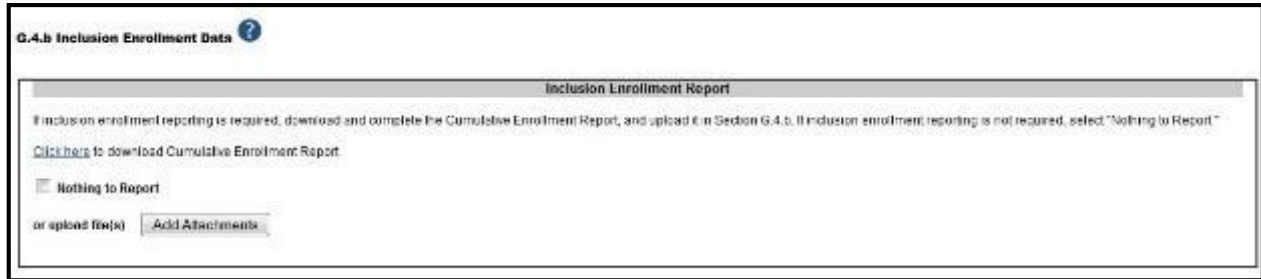 G.4.b Inclusion Enrollment Data ?
Inclusion Enrollment Report
If inclusion enrollment reporting is required, download and complete the Cumulative Enrollment Report, and upload it in Section G.4.b. If inclusion enrollment reporting is not required, select "Nothing to Report."
Click here to download Cumulative Enrollment Report
Nothing to Report
or upload file(s) Add Attachments